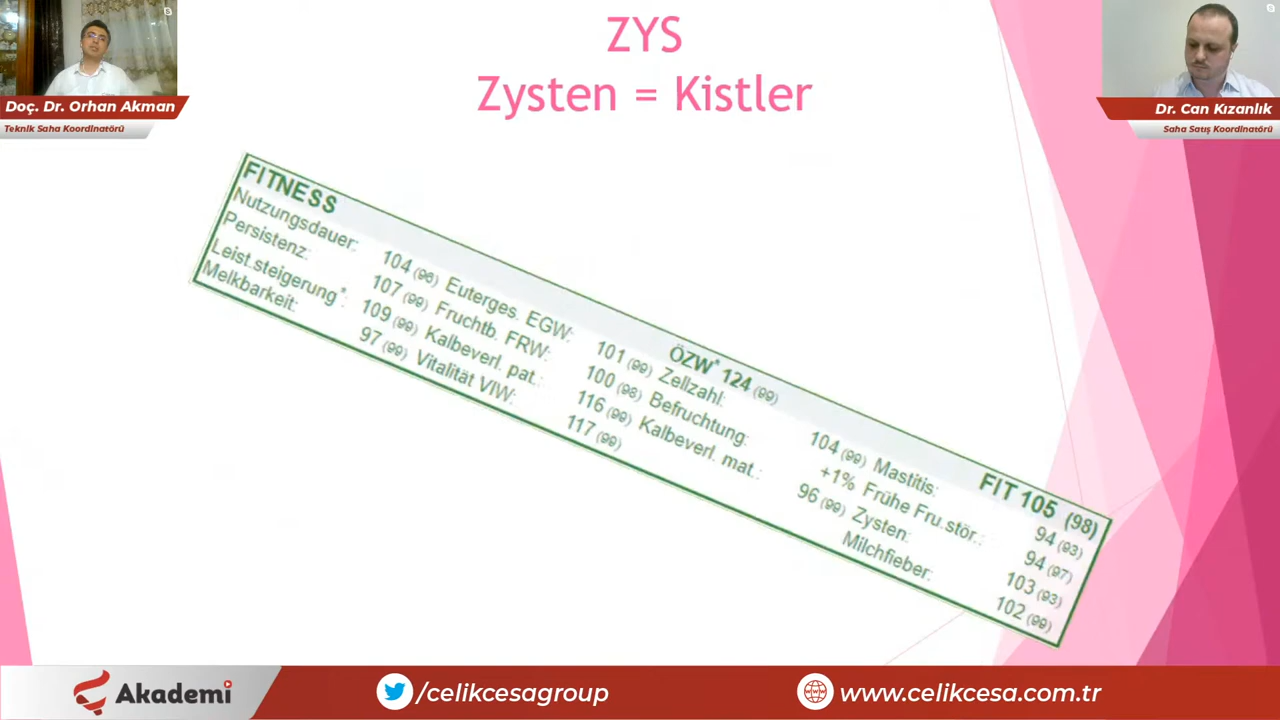 ZYS
Zysten = Kistler
Doç. Dr. Orhan Akman
Teknik Saha Koordinatörü
Dr. Can Kızanlık
Saha Satış Koordinatörü
FITNESS ÖZW* 124 (99) FIT 105 (98)
Nutzungsdauer: 104 (96) Euterges. EGW: 101 (99) Zellzahl: 104 (99) Mastitis: 94 (93)
Persistenz: 107 (99) Fruchtb. FRW: 100 (98) Befruchtung: +1% Frühe Fru.stör.: 94 (97)
Leist.steigerung*: 109 (99) Kalbeverl. pat.: 116 (99) Kalbeverl. mat.: 96 (99) Zysten: 103 (93)
Melkbarkeit: 97 (99) Vitalität VIW: 117 (99) Milchfieber: 102 (99)
Akademi
/celikcesagroup
www.celikcesa.com.tr